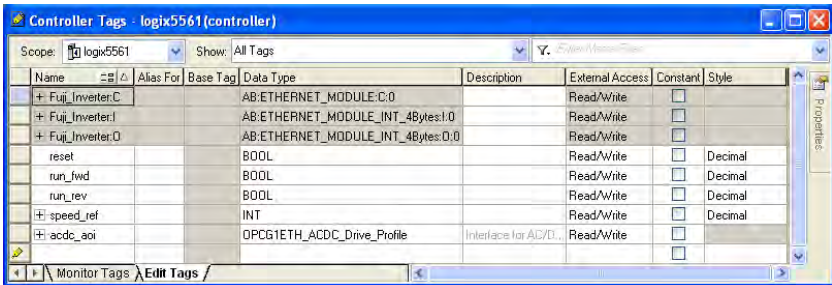 Controller Tags - logix5561(controller)
Scope: logix5561 Show: All Tags
Name Alias For Base Tag Data Type Description External Access Constant Style
+ Fuji_Inverter:C AB:ETHERNET_MODULE:C:0 Read/Write
+ Fuji_Inverter:I AB:ETHERNET_MODULE_INT_4Bytes:I:0 Read/Write
+ Fuji_Inverter:O AB:ETHERNET_MODULE_INT_4Bytes:O:0 Read/Write
reset BOOL Read/Write Decimal
run_fwd BOOL Read/Write Decimal
run_rev BOOL Read/Write Decimal
+ speed_ref INT Read/Write Decimal
+ acdc_aoi OPCG1ETH_ACDC_Drive_Profile Interface for AC/D... Read/Write
Monitor Tags Edit Tags
Properties